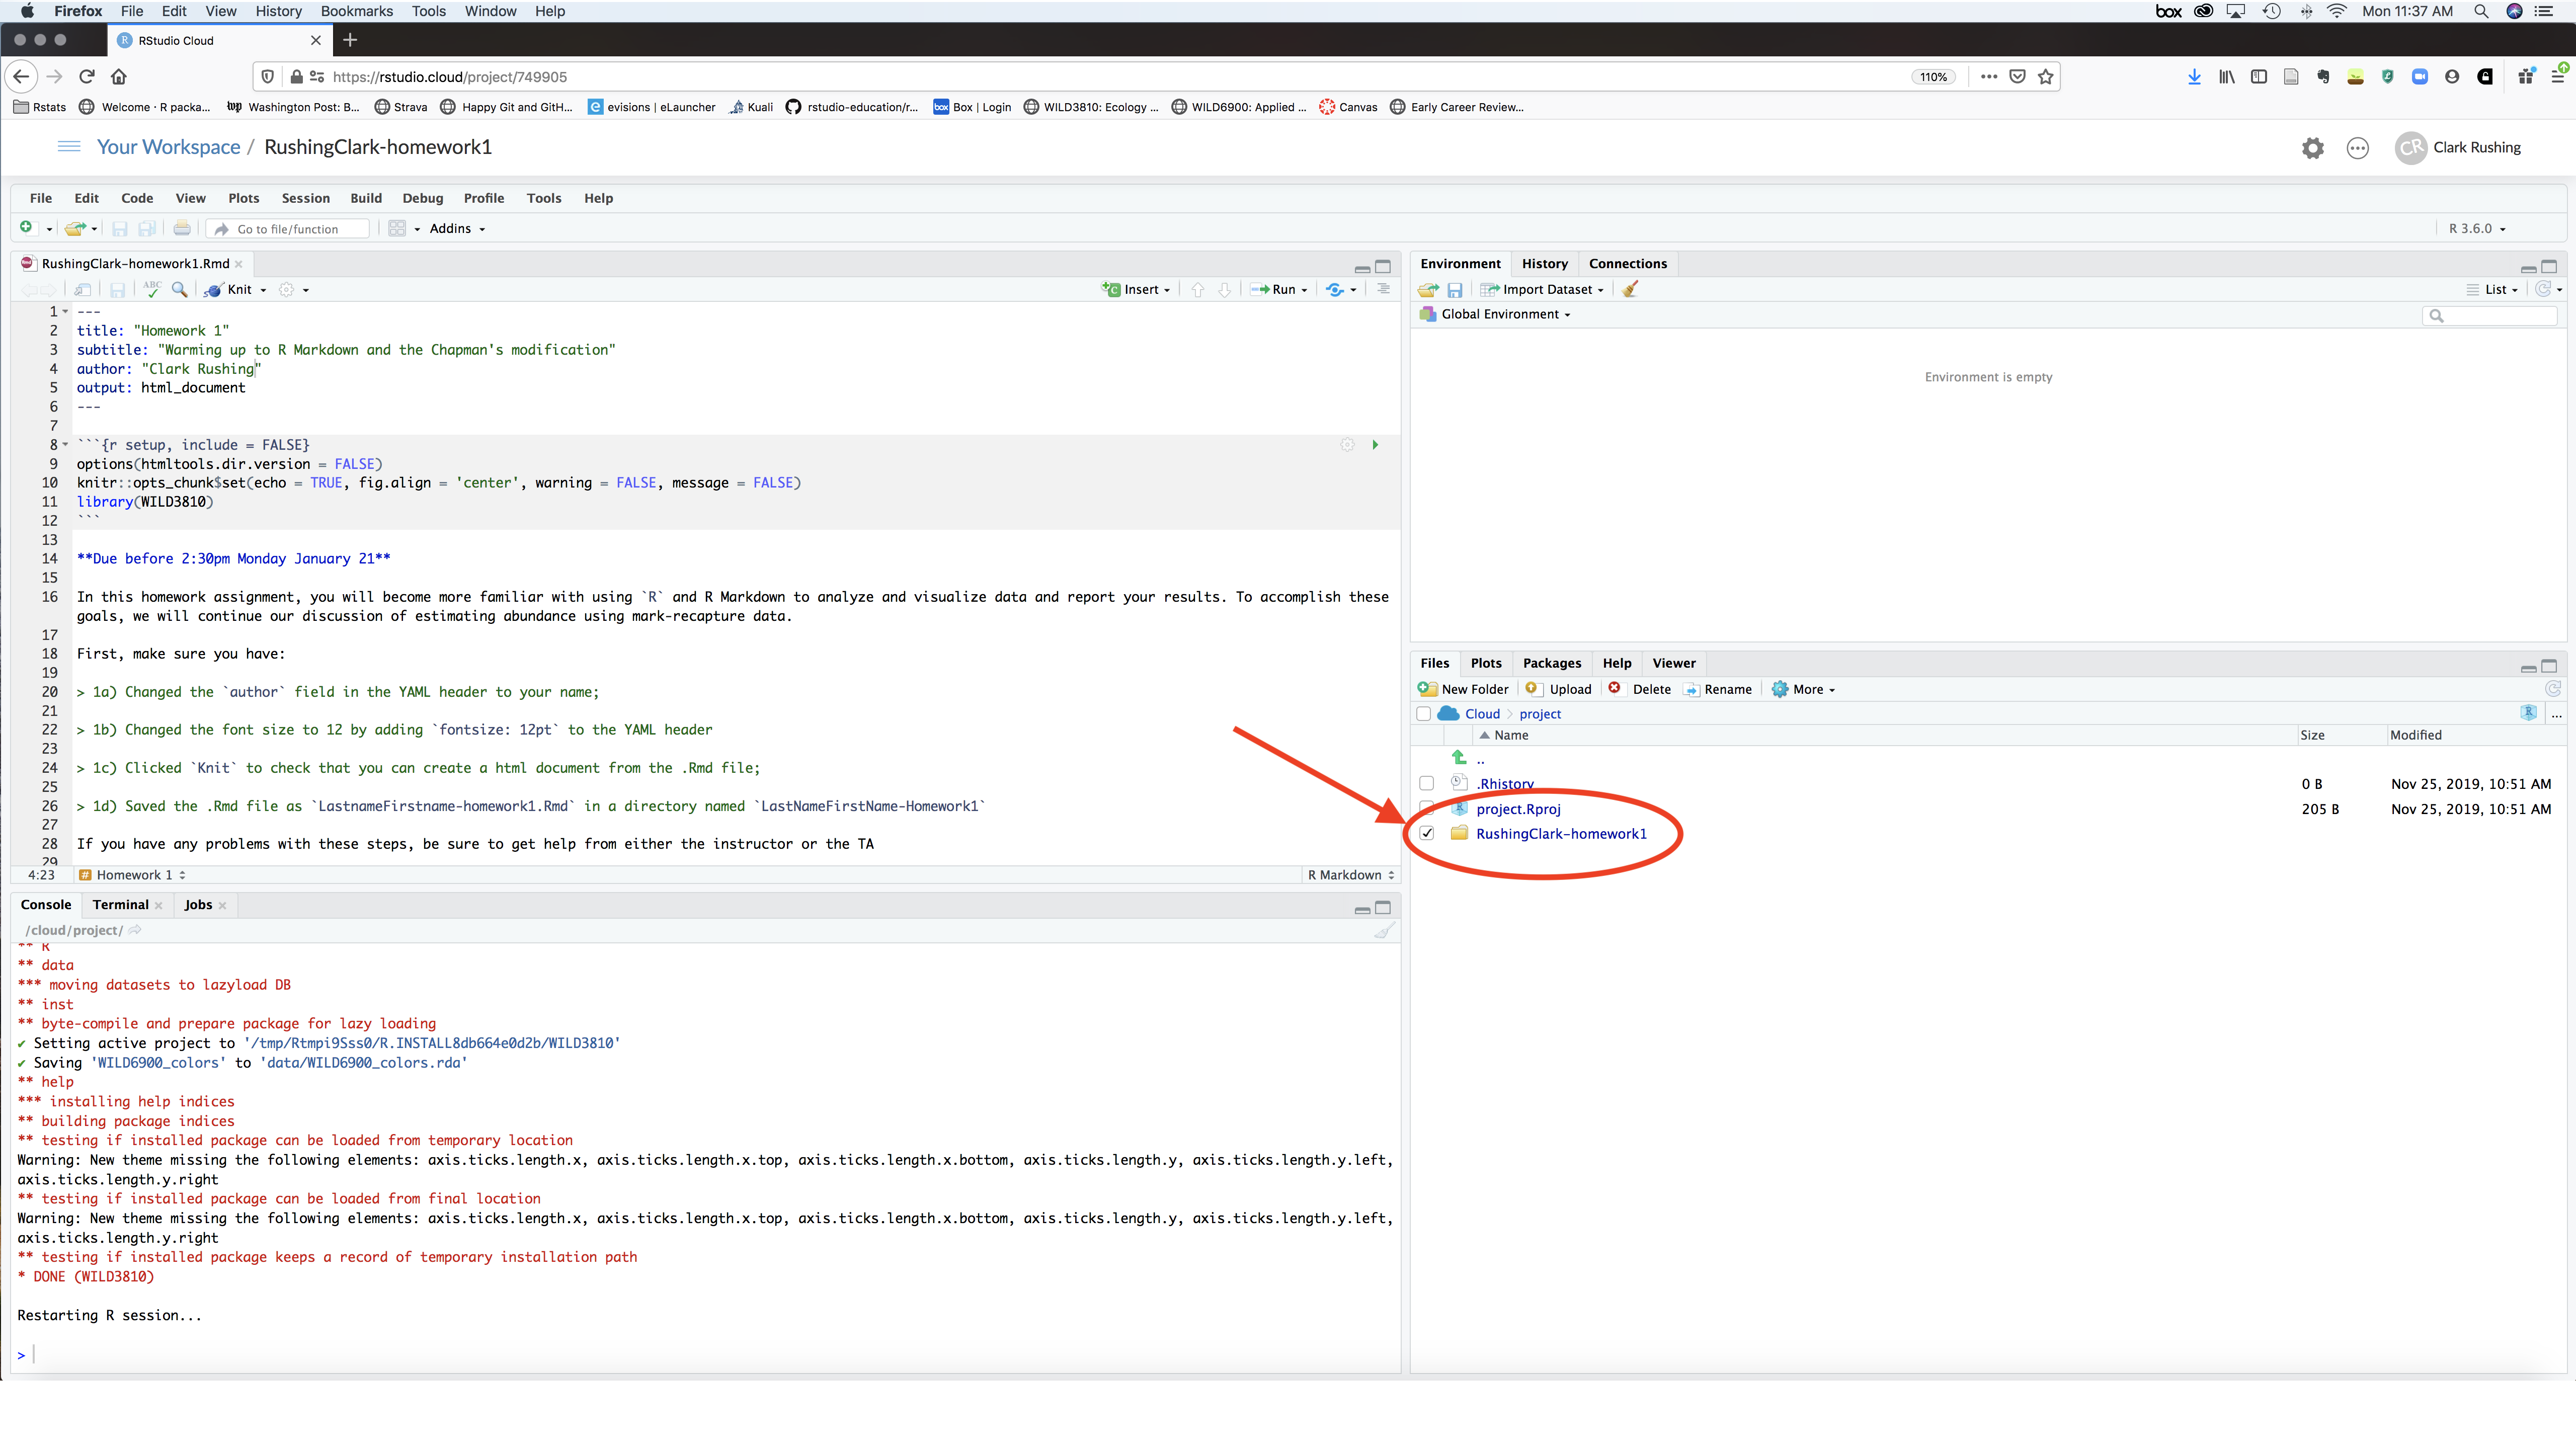 Firefox File Edit View History Bookmarks Tools Window Help
box Mon 11:37 AM
RStudio Cloud
https://rstudio.cloud/project/749905 110%
Rstats Welcome · R packa... Washington Post: B... Strava Happy Git and GitH... evisions | eLauncher Kuali rstudio-education/r... Box | Login WILD3810: Ecology ... WILD6900: Applied ... Canvas Early Career Review...
Your Workspace / RushingClark-homework1
CR Clark Rushing
File Edit Code View Plots Session Build Debug Profile Tools Help
Go to file/function Addins R 3.6.0
RushingClark-homework1.Rmd
ABC Knit Insert Run
1 ---
2 title: "Homework 1"
3 subtitle: "Warming up to R Markdown and the Chapman's modification"
4 author: "Clark Rushing"
5 output: html_document
6 ---
7
8 ```{r setup, include = FALSE}
9 options(htmltools.dir.version = FALSE)
10 knitr::opts_chunk$set(echo = TRUE, fig.align = 'center', warning = FALSE, message = FALSE)
11 library(WILD3810)
12 ```
13
14 **Due before 2:30pm Monday January 21**
15
16 In this homework assignment, you will become more familiar with using `R` and R Markdown to analyze and visualize data and report your results. To accomplish these
goals, we will continue our discussion of estimating abundance using mark-recapture data.
17
18 First, make sure you have:
19
20 > 1a) Changed the `author` field in the YAML header to your name;
21
22 > 1b) Changed the font size to 12 by adding `fontsize: 12pt` to the YAML header
23
24 > 1c) Clicked `Knit` to check that you can create a html document from the .Rmd file;
25
26 > 1d) Saved the .Rmd file as `LastnameFirstname-homework1.Rmd` in a directory named `LastNameFirstName-Homework1`
27
28 If you have any problems with these steps, be sure to get help from either the instructor or the TA
29
4:23 # Homework 1 R Markdown
Console Terminal Jobs
/cloud/project/
** R
** data
*** moving datasets to lazyload DB
** inst
** byte-compile and prepare package for lazy loading
✔ Setting active project to '/tmp/Rtmpi9Sss0/R.INSTALL8db664e0d2b/WILD3810'
✔ Saving 'WILD6900_colors' to 'data/WILD6900_colors.rda'
** help
*** installing help indices
** building package indices
** testing if installed package can be loaded from temporary location
Warning: New theme missing the following elements: axis.ticks.length.x, axis.ticks.length.x.top, axis.ticks.length.x.bottom, axis.ticks.length.y, axis.ticks.length.y.left,
axis.ticks.length.y.right
** testing if installed package can be loaded from final location
Warning: New theme missing the following elements: axis.ticks.length.x, axis.ticks.length.x.top, axis.ticks.length.x.bottom, axis.ticks.length.y, axis.ticks.length.y.left,
axis.ticks.length.y.right
** testing if installed package keeps a record of temporary installation path
* DONE (WILD3810)
Restarting R session...
>
Environment History Connections
Import Dataset List
Global Environment
Environment is empty
Files Plots Packages Help Viewer
New Folder Upload Delete Rename More
Cloud project ...
Name Size Modified
..
.Rhistory 0 B Nov 25, 2019, 10:51 AM
project.Rproj 205 B Nov 25, 2019, 10:51 AM
RushingClark-homework1